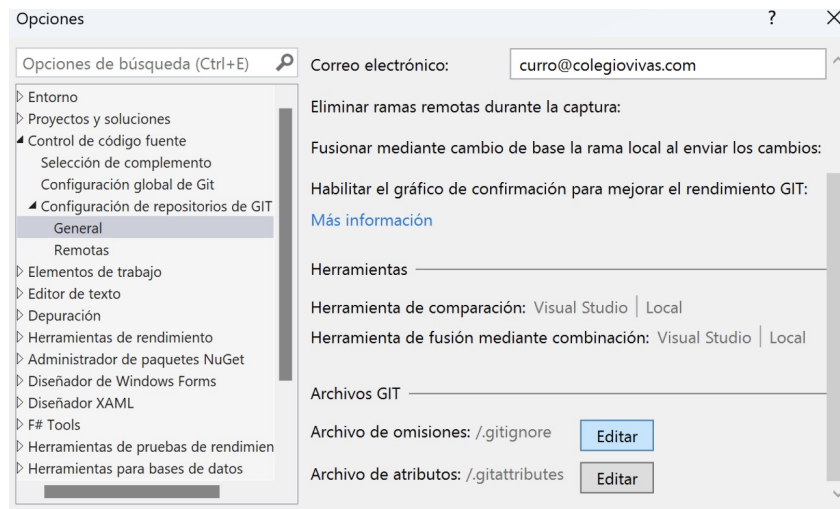 Opciones
?
Opciones de búsqueda (Ctrl+E)
Entorno
Proyectos y soluciones
Control de código fuente
Selección de complemento
Configuración global de Git
Configuración de repositorios de GIT
General
Remotas
Elementos de trabajo
Editor de texto
Depuración
Herramientas de rendimiento
Administrador de paquetes NuGet
Diseñador de Windows Forms
Diseñador XAML
F# Tools
Herramientas de pruebas de rendimien
Herramientas para bases de datos
Correo electrónico: curro@colegiovivas.com
Eliminar ramas remotas durante la captura:
Fusionar mediante cambio de base la rama local al enviar los cambios:
Habilitar el gráfico de confirmación para mejorar el rendimiento GIT:
Más información
Herramientas
Herramienta de comparación: Visual Studio | Local
Herramienta de fusión mediante combinación: Visual Studio | Local
Archivos GIT
Archivo de omisiones: /.gitignore Editar
Archivo de atributos: /.gitattributes Editar